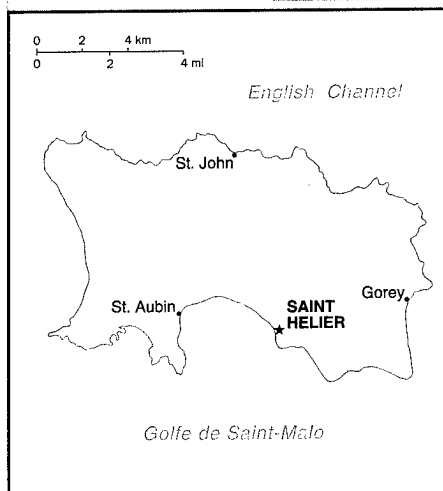 0 2 4 km
0 2 4 mi
English Channel
St. John
Gorey
St. Aubin
SAINT
HELIER
Golfe de Saint-Malo